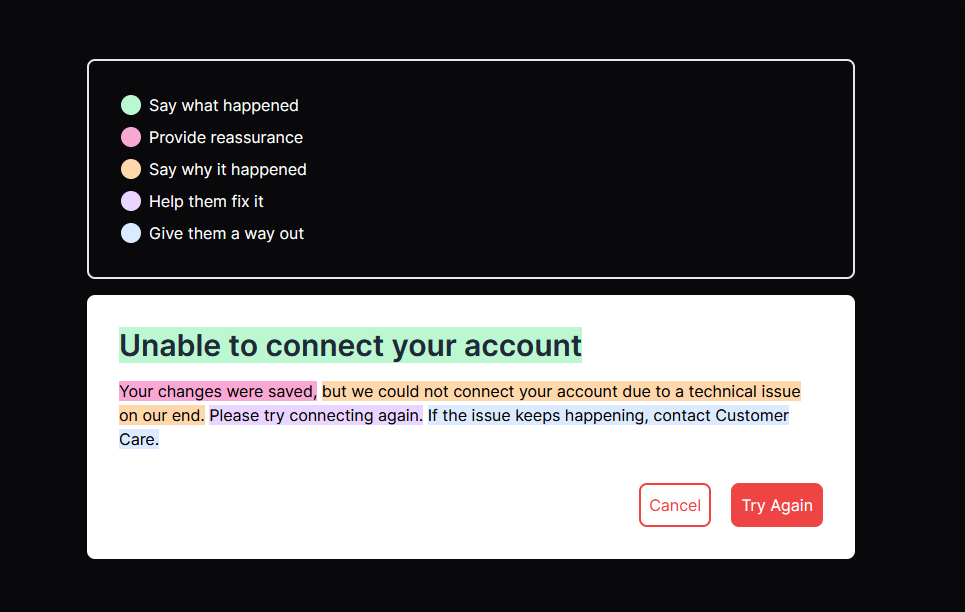 Say what happened
Provide reassurance
Say why it happened
Help them fix it
Give them a way out
Unable to connect your account
Your changes were saved, but we could not connect your account due to a technical issue
on our end. Please try connecting again. If the issue keeps happening, contact Customer
Care.
Cancel
Try Again